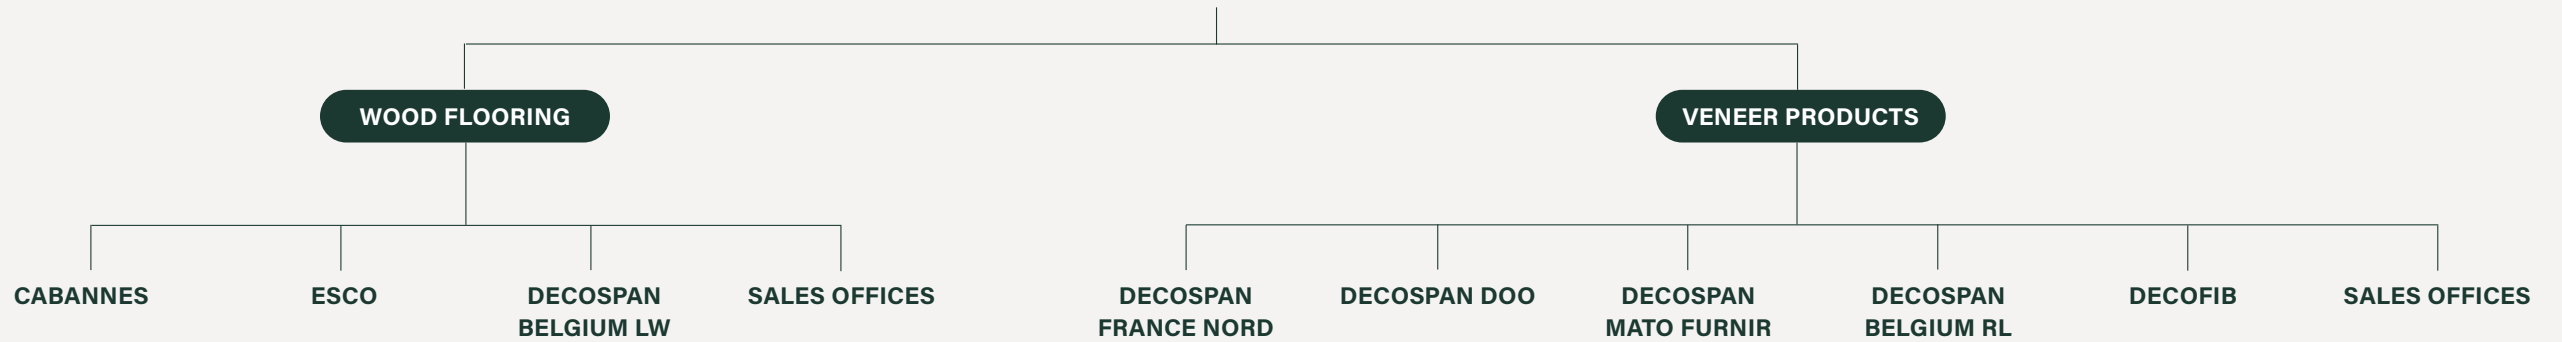 WOOD FLOORING
VENEER PRODUCTS
CABANNES
ESCO
DECOSPAN
BELGIUM LW
SALES OFFICES
DECOSPAN
FRANCE NORD
DECOSPAN DOO
DECOSPAN
MATO FURNIR
DECOSPAN
BELGIUM RL
DECOFIB
SALES OFFICES